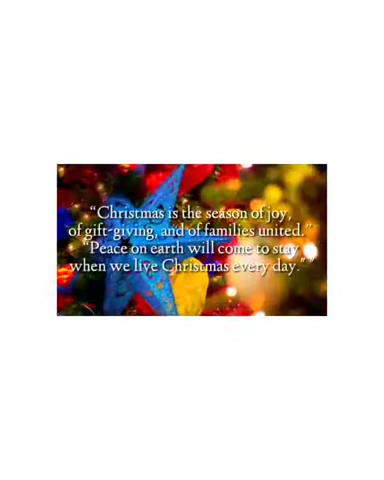 “Christmas is the season of joy,
of gift-giving, and of families united.”
“Peace on earth will come to stay
when we live Christmas every day.” ”